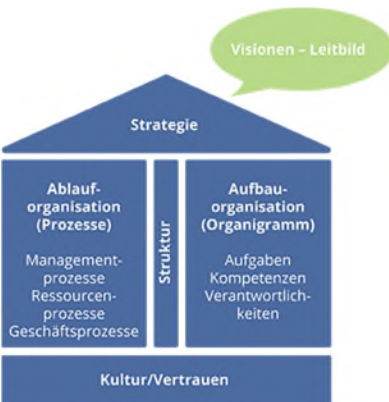 Visionen – Leitbild
Strategie
Ablauf-
organisation
(Prozesse)
Management-
prozesse
Ressourcen-
prozesse
Geschäftsprozesse
Struktur
Aufbau-
organisation
(Organigramm)
Aufgaben
Kompetenzen
Verantwortlich-
keiten
Kultur/Vertrauen